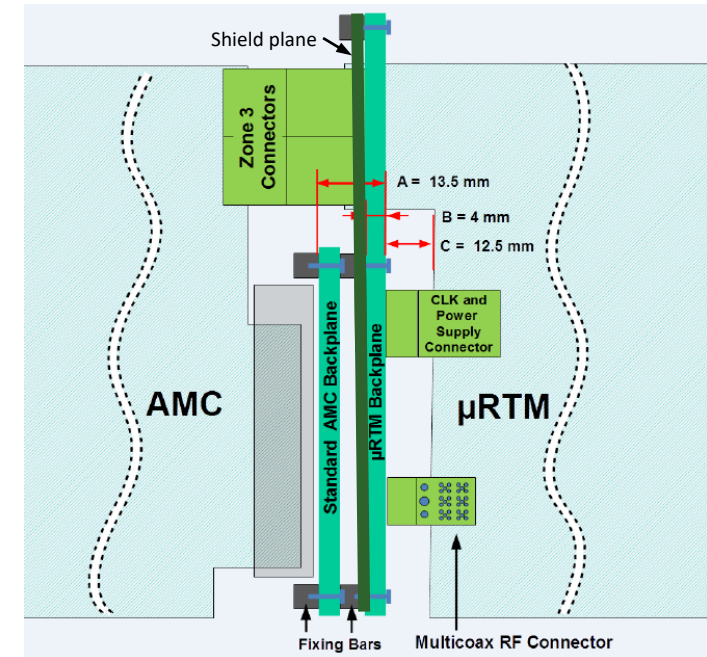 Shield plane
Zone 3
Connectors
A = 13.5 mm
B = 4 mm
C = 12.5 mm
CLK and
Power
Supply
Connector
AMC
Standard AMC Backplane
µRTM Backplane
µRTM
Fixing Bars
Multicoax RF Connector